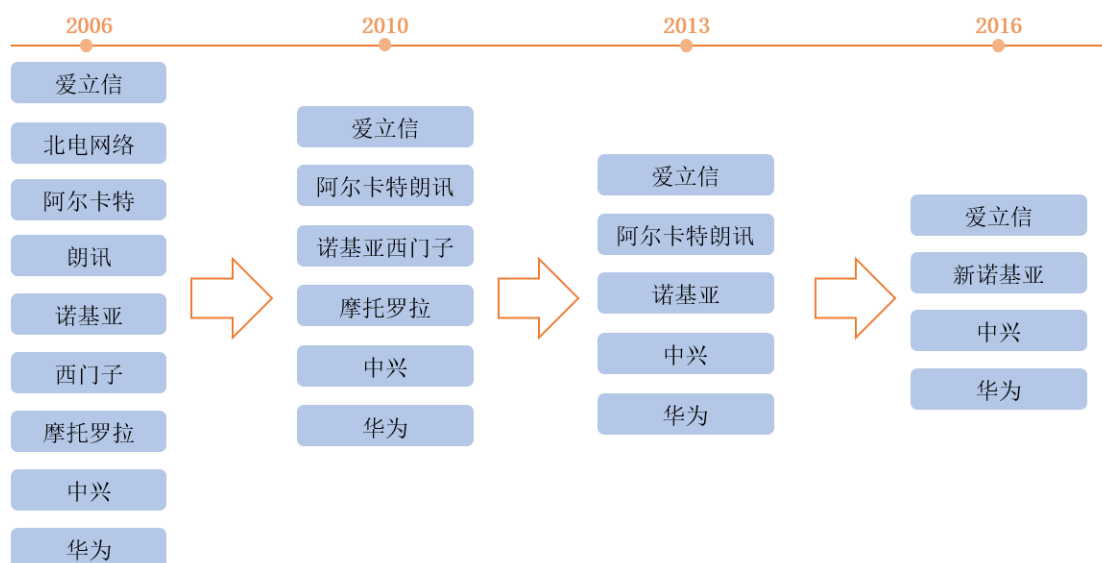 2006
2010
2013
2016
爱立信
北电网络
阿尔卡特
朗讯
诺基亚
西门子
摩托罗拉
中兴
华为
爱立信
阿尔卡特朗讯
诺基亚西门子
摩托罗拉
中兴
华为
爱立信
阿尔卡特朗讯
诺基亚
中兴
华为
爱立信
新诺基亚
中兴
华为